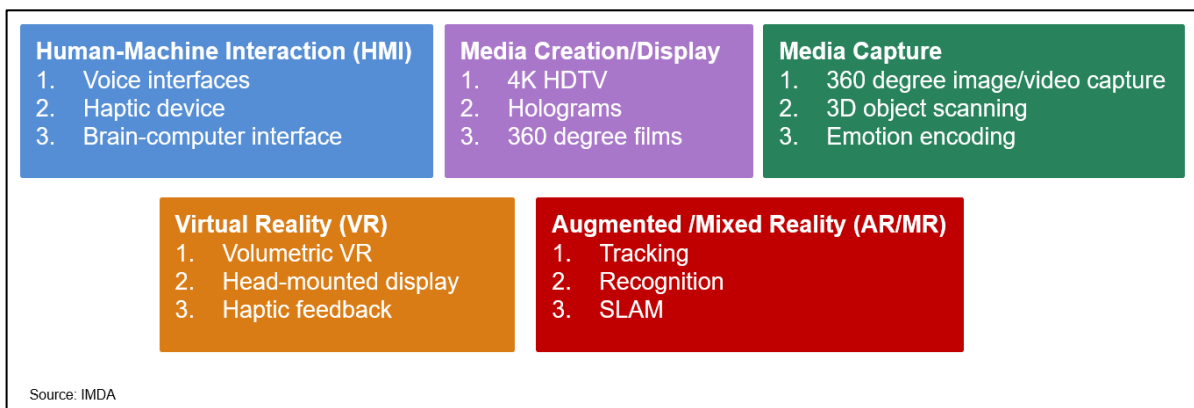 Human-Machine Interaction (HMI)
1. Voice interfaces
2. Haptic device
3. Brain-computer interface
Media Creation/Display
1. 4K HDTV
2. Holograms
3. 360 degree films
Media Capture
1. 360 degree image/video capture
2. 3D object scanning
3. Emotion encoding
Virtual Reality (VR)
1. Volumetric VR
2. Head-mounted display
3. Haptic feedback
Augmented /Mixed Reality (AR/MR)
1. Tracking
2. Recognition
3. SLAM
Source: IMDA